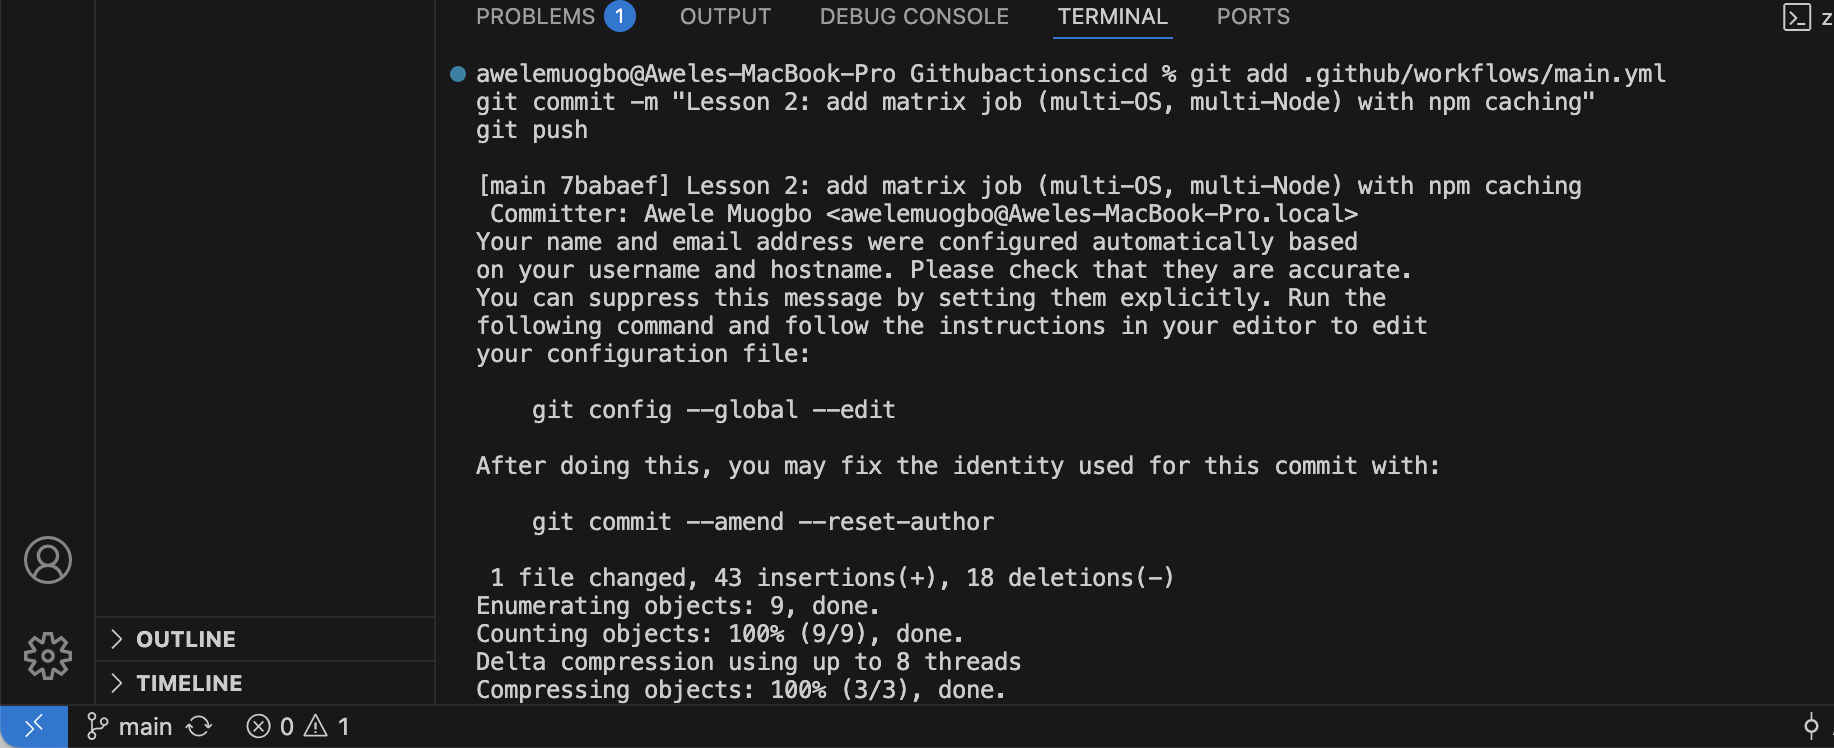 PROBLEMS 1 OUTPUT DEBUG CONSOLE TERMINAL PORTS z
awelemuogbo@Aweles-MacBook-Pro Githubactionscicd % git add .github/workflows/main.yml
git commit -m "Lesson 2: add matrix job (multi-OS, multi-Node) with npm caching"
git push
[main 7babaef] Lesson 2: add matrix job (multi-OS, multi-Node) with npm caching
Committer: Awele Muogbo <awelemuogbo@Aweles-MacBook-Pro.local>
Your name and email address were configured automatically based
on your username and hostname. Please check that they are accurate.
You can suppress this message by setting them explicitly. Run the
following command and follow the instructions in your editor to edit
your configuration file:
git config --global --edit
After doing this, you may fix the identity used for this commit with:
git commit --amend --reset-author
1 file changed, 43 insertions(+), 18 deletions(-)
Enumerating objects: 9, done.
Counting objects: 100% (9/9), done.
Delta compression using up to 8 threads
Compressing objects: 100% (3/3), done.
OUTLINE
TIMELINE
main 0 1